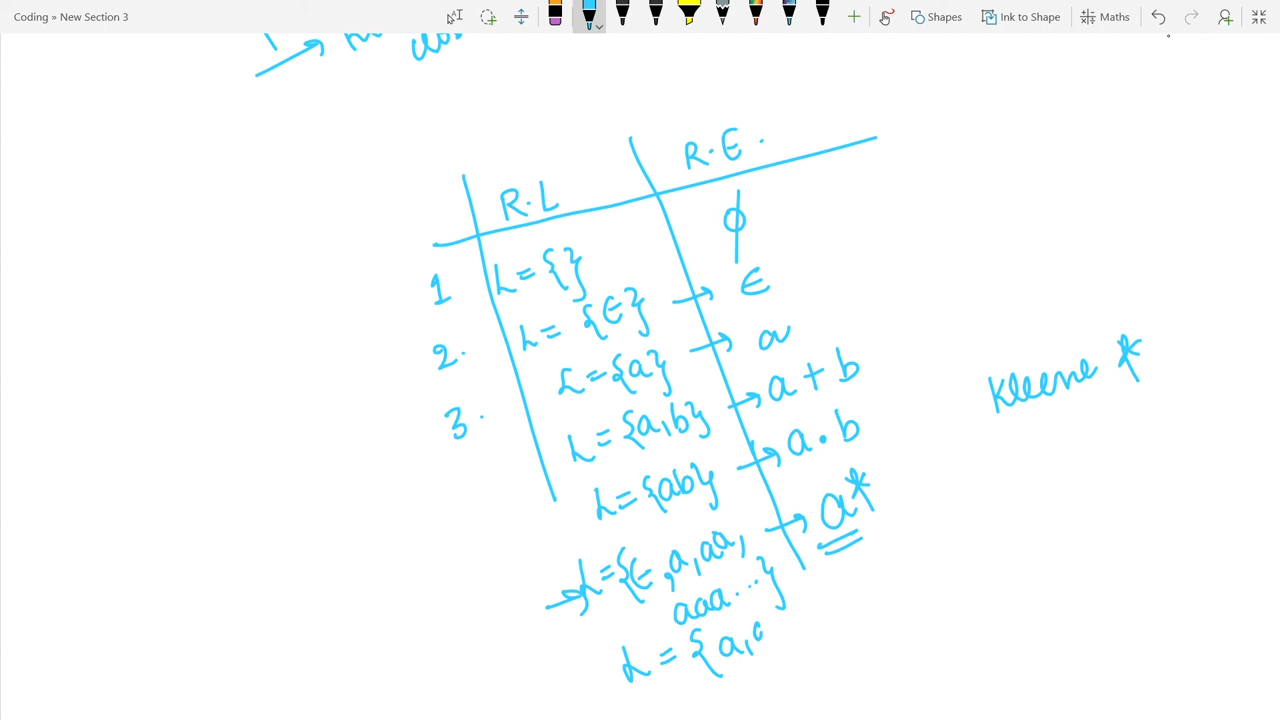 Coding » New Section 3
Shapes Ink to Shape Maths
R.L R.E.
1 L = {} ϕ
2. L = {ϵ} → ϵ
3. L = {a} → a
L = {a,b} → a + b
L = {ab} → a . b
→ L = {ϵ, a, aa, → a*
aaa...}
L = {a,
Kleene *